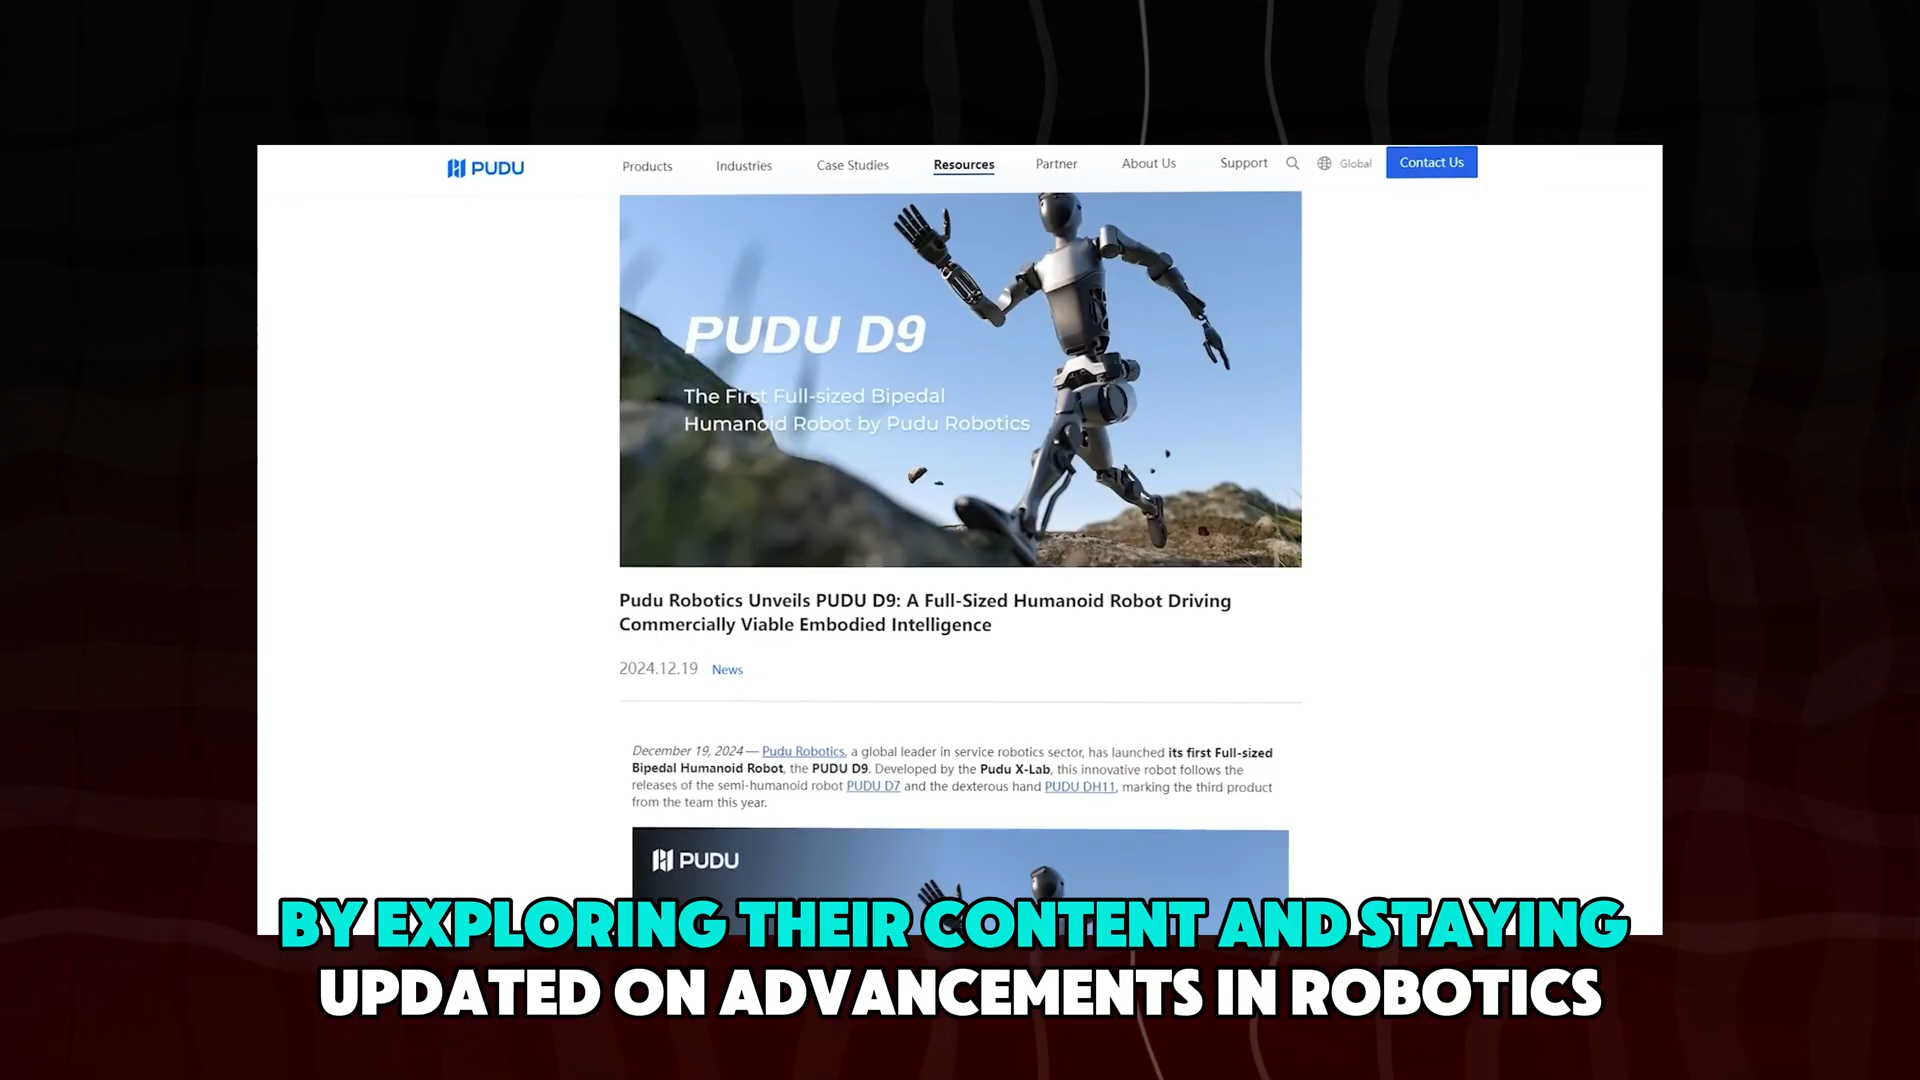 PUDU
Products Industries Case Studies Resources Partner About Us Support Global Contact Us
PUDU D9
The First Full-sized Bipedal
Humanoid Robot by Pudu Robotics
Pudu Robotics Unveils PUDU D9: A Full-Sized Humanoid Robot Driving
Commercially Viable Embodied Intelligence
2024.12.19 News
December 19, 2024 — Pudu Robotics, a global leader in service robotics sector, has launched its first Full-sized
Bipedal Humanoid Robot, the PUDU D9. Developed by the Pudu X-Lab, this innovative robot follows the
releases of the semi-humanoid robot PUDU D7 and the dexterous hand PUDU DH11, marking the third product
from the team this year.
PUDU
BY EXPLORING THEIR CONTENT AND STAYING
UPDATED ON ADVANCEMENTS IN ROBOTICS